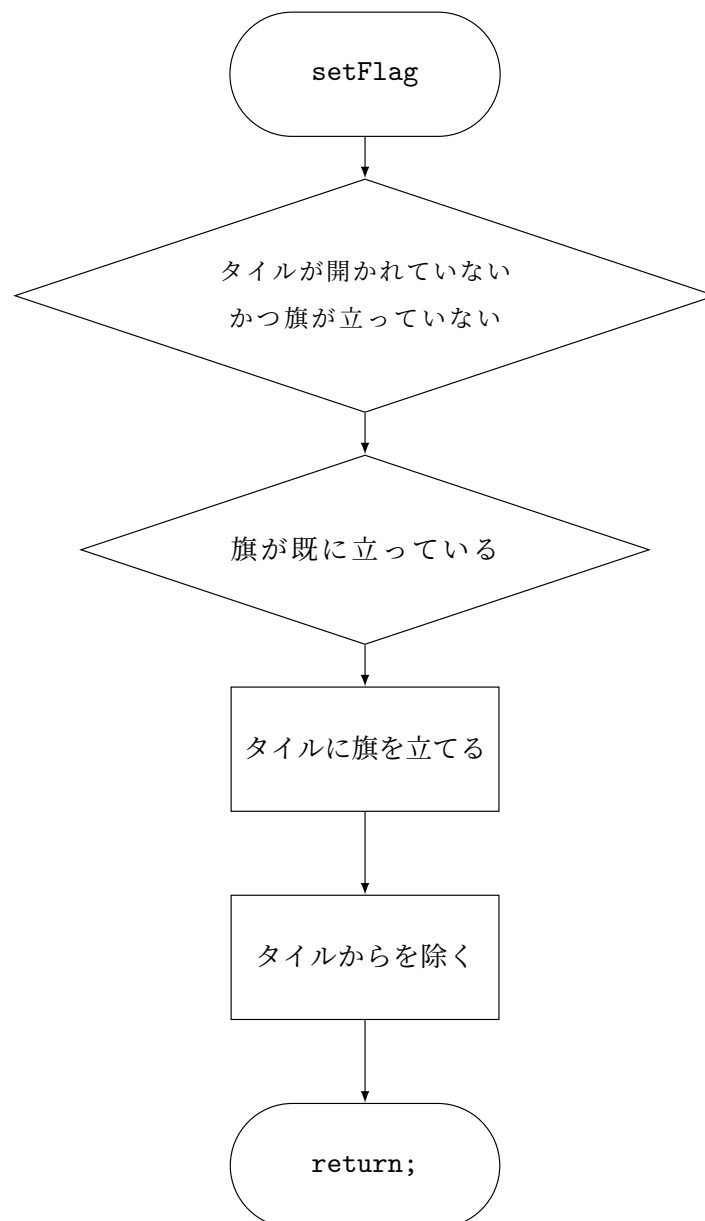 setFlag
タイルが開かれていない
かつ旗が立っていない
旗が既に立っている
タイルに旗を立てる
タイルからを除く
return;